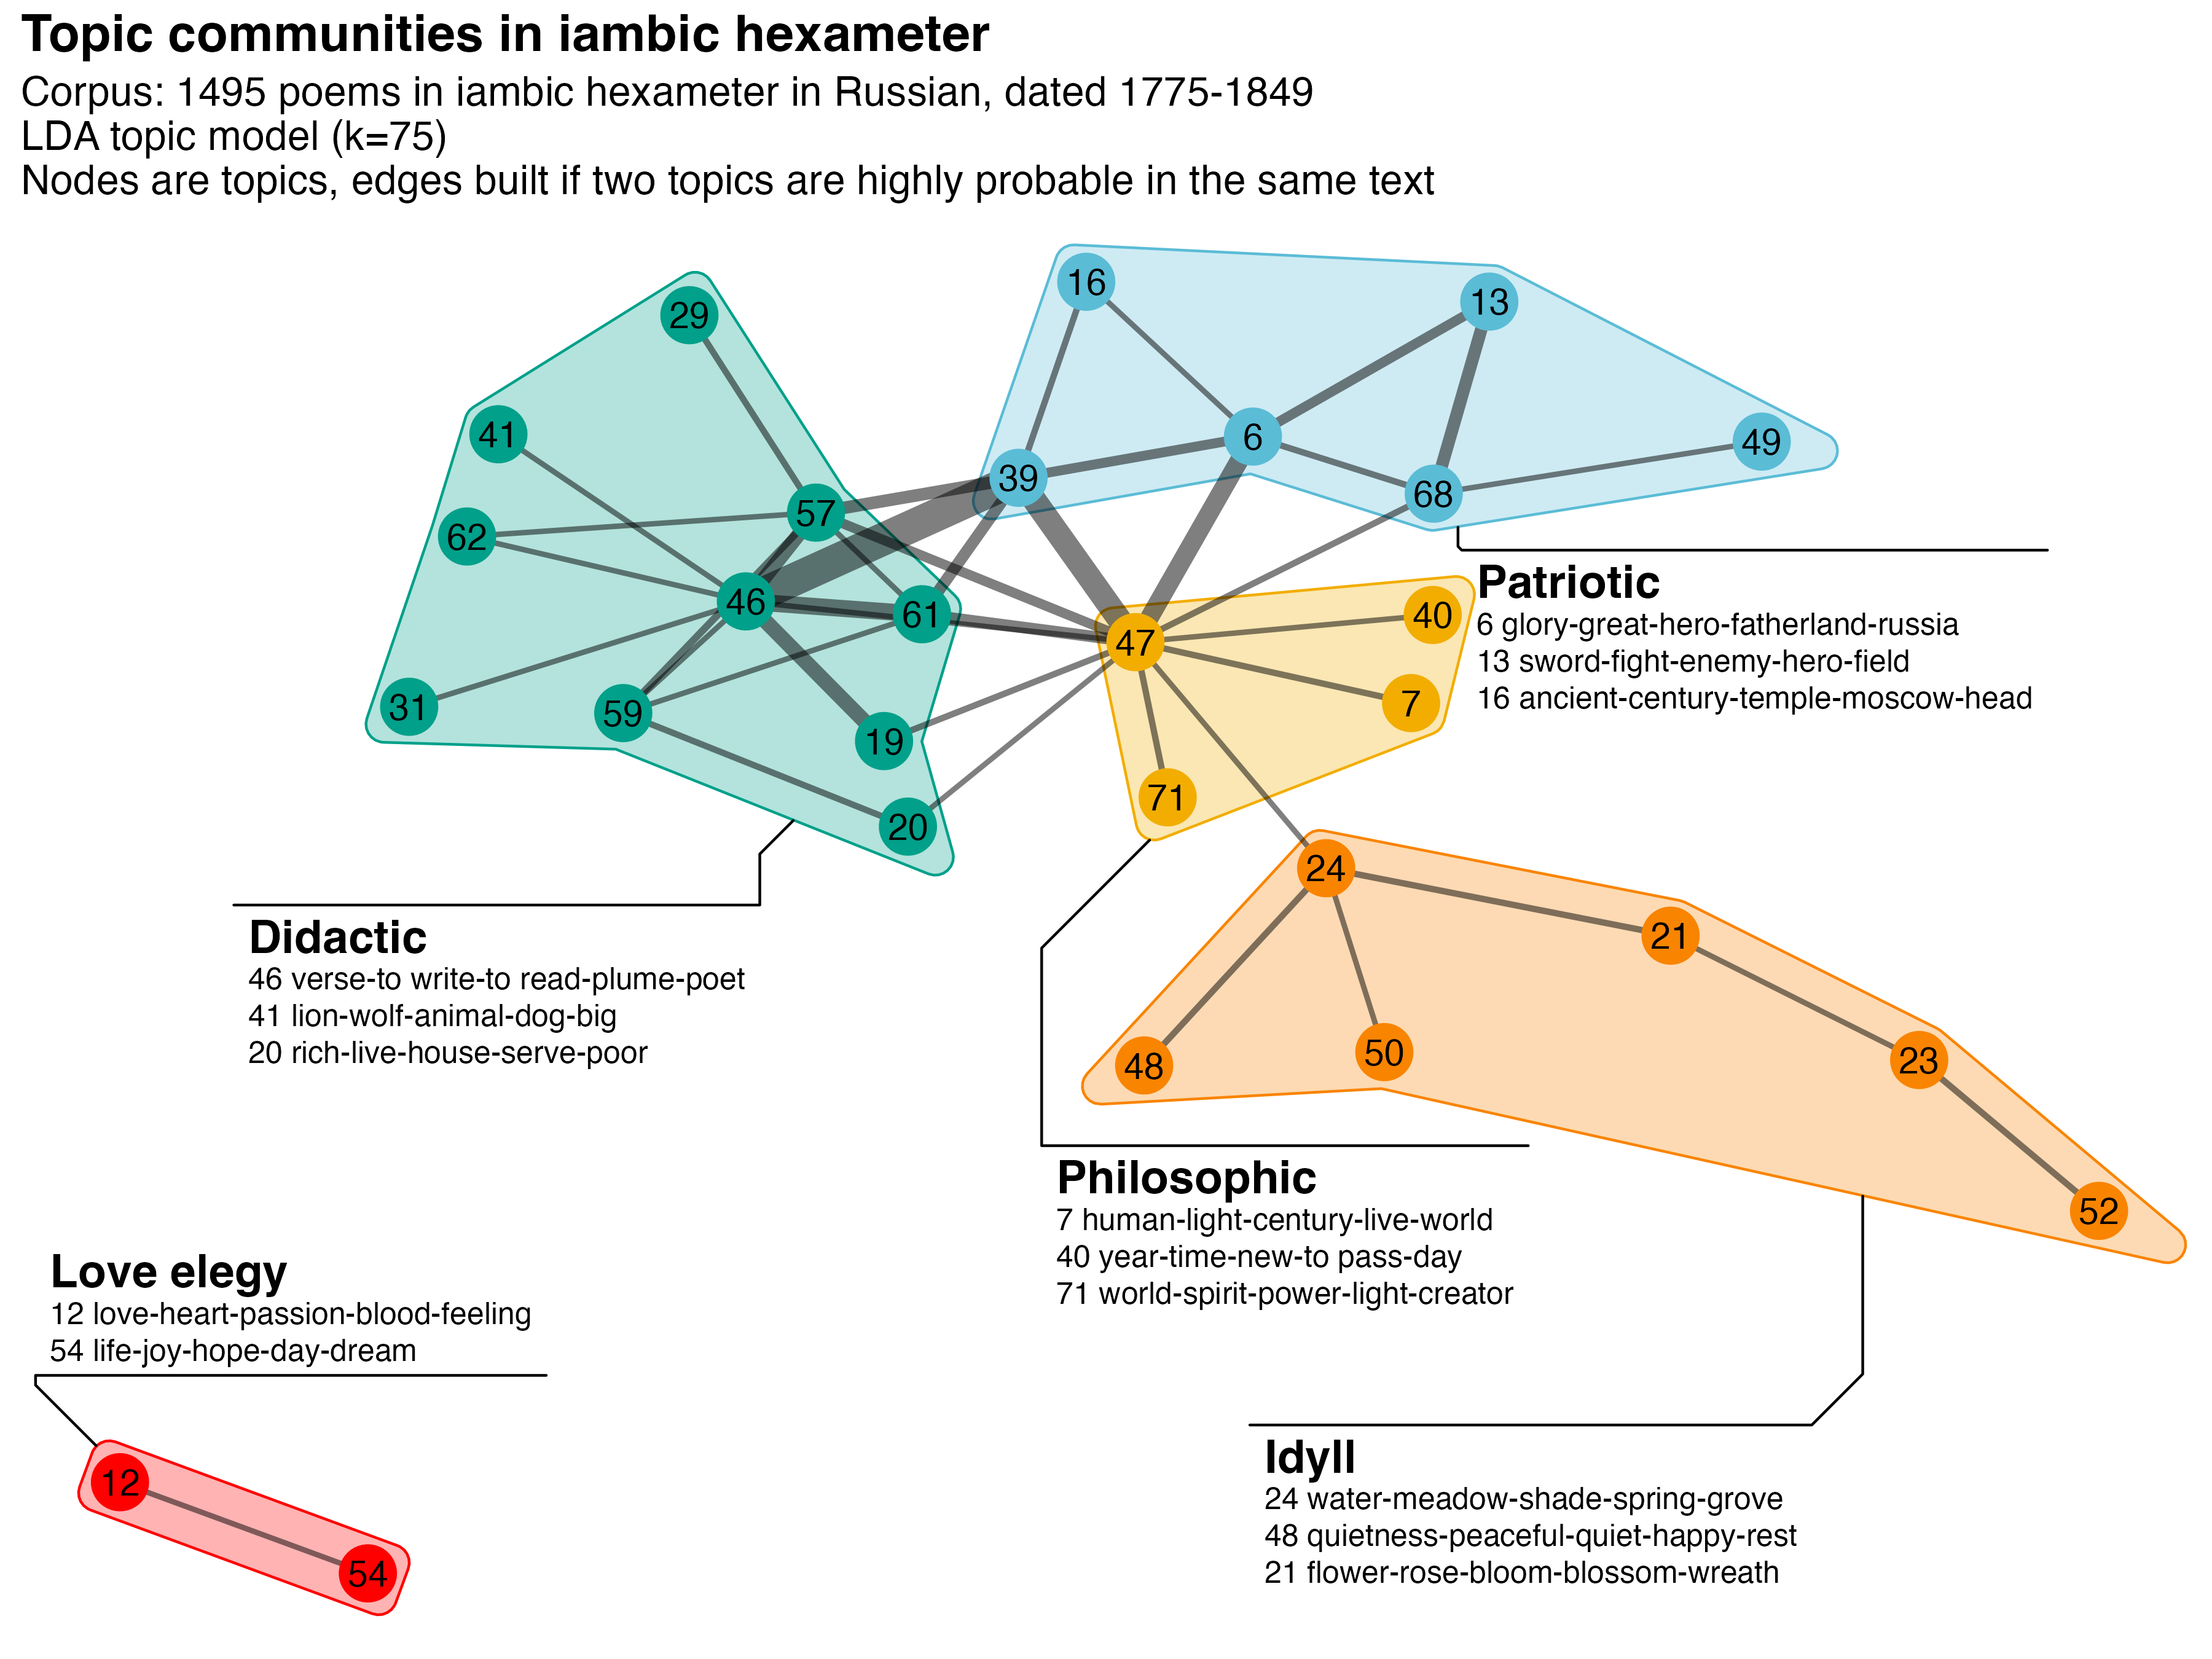 Topic communities in iambic hexameter
Corpus: 1495 poems in iambic hexameter in Russian, dated 1775-1849
LDA topic model (k=75)
Nodes are topics, edges built if two topics are highly probable in the same text
16
13
29
41
6
49
39
68
57
62
46
61
47
40
31
59
19
7
71
20
24
21
48
50
23
52
Patriotic
6 glory-great-hero-fatherland-russia
13 sword-fight-enemy-hero-field
16 ancient-century-temple-moscow-head
Didactic
46 verse-to write-to read-plume-poet
41 lion-wolf-animal-dog-big
20 rich-live-house-serve-poor
Philosophic
7 human-light-century-live-world
40 year-time-new-to pass-day
71 world-spirit-power-light-creator
Love elegy
12 love-heart-passion-blood-feeling
54 life-joy-hope-day-dream
12
54
Idyll
24 water-meadow-shade-spring-grove
48 quietness-peaceful-quiet-happy-rest
21 flower-rose-bloom-blossom-wreath